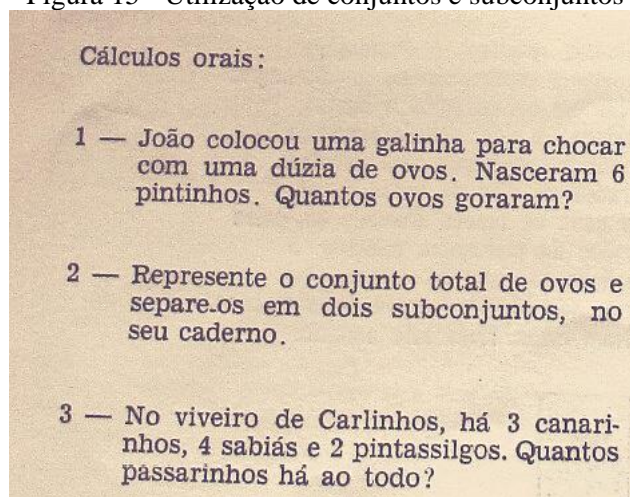 Figura 15 – Utilização de conjuntos e subconjuntos
Cálculos orais:
1 — João colocou uma galinha para chocar
com uma dúzia de ovos. Nasceram 6
pintinhos. Quantos ovos goraram?
2 — Represente o conjunto total de ovos e
separe.os em dois subconjuntos, no
seu caderno.
3 — No viveiro de Carlinhos, há 3 canari-
nhos, 4 sabiás e 2 pintassilgos. Quantos
passarinhos há ao todo?